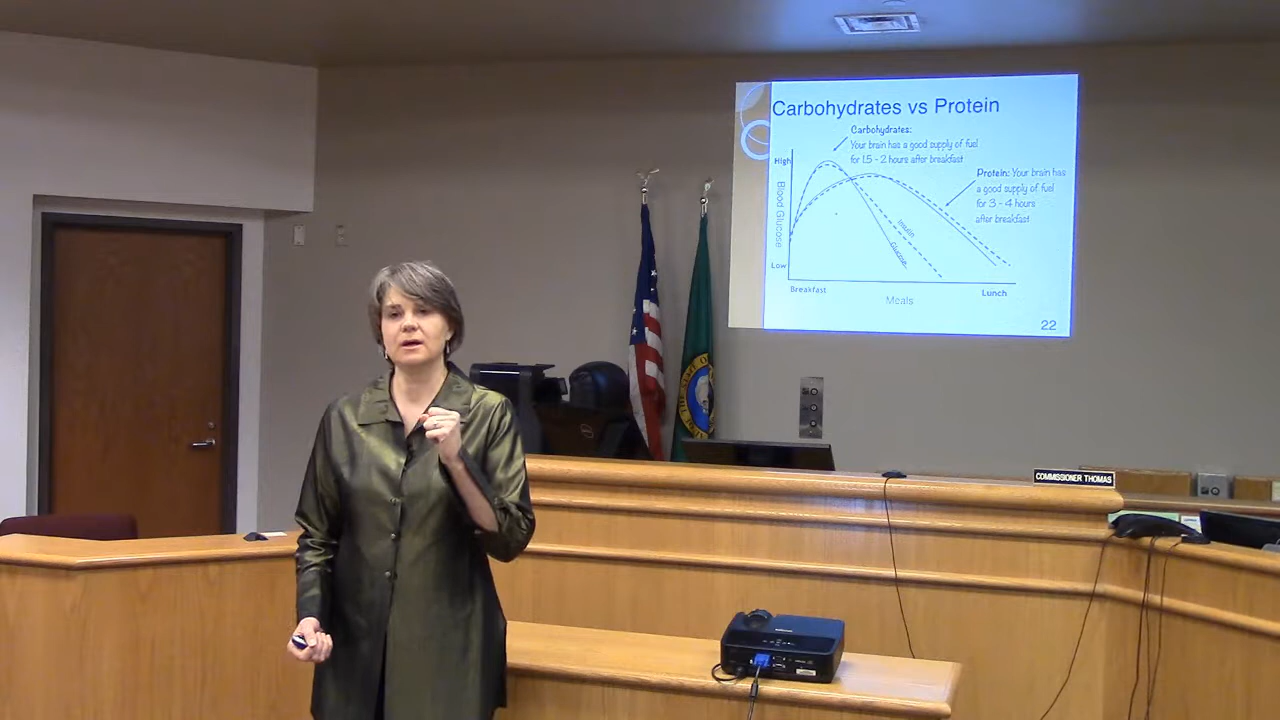 Carbohydrates vs Protein
Carbohydrates:
Your brain has a good supply of fuel
for 1.5 - 2 hours after breakfast
High
Protein: Your brain has
a good supply of fuel
for 3 - 4 hours
after breakfast
Blood Glucose
Insulin
Glucose
Low
Breakfast
Meals
Lunch
22
COMMISSIONER THOMAS